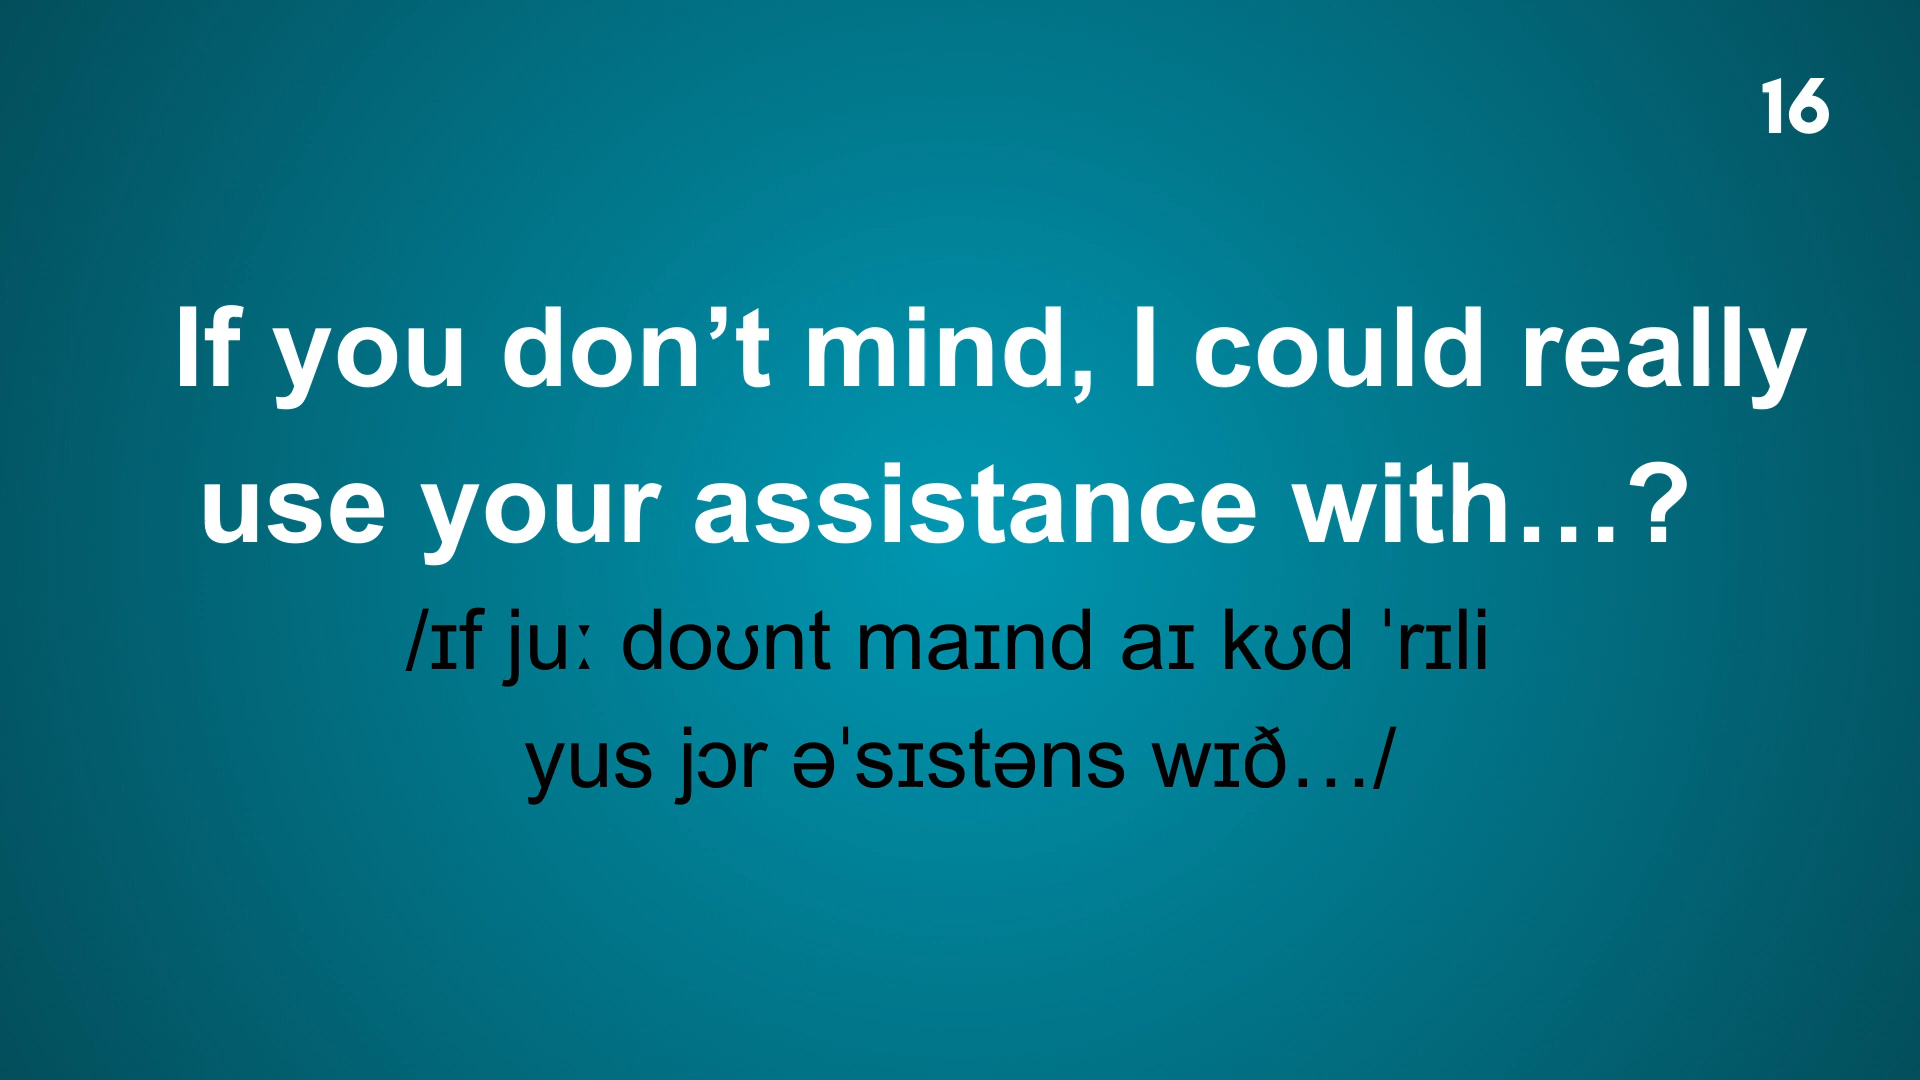 16
If you don’t mind, I could really
use your assistance with…?
/ɪf juː doʊnt maɪnd aɪ kʊd ˈrɪli
yus jɔr əˈsɪstəns wɪð…/